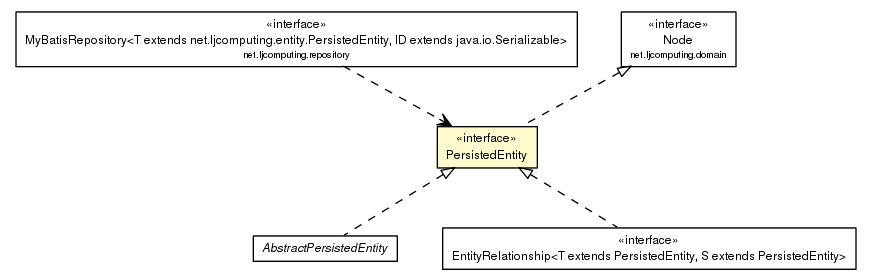 «interface»
MyBatisRepository<T extends net.ljcomputing.entity.PersistedEntity, ID extends java.io.Serializable>
net.ljcomputing.repository
«interface»
Node
net.ljcomputing.domain
«interface»
PersistedEntity
AbstractPersistedEntity
«interface»
EntityRelationship<T extends PersistedEntity, S extends PersistedEntity>